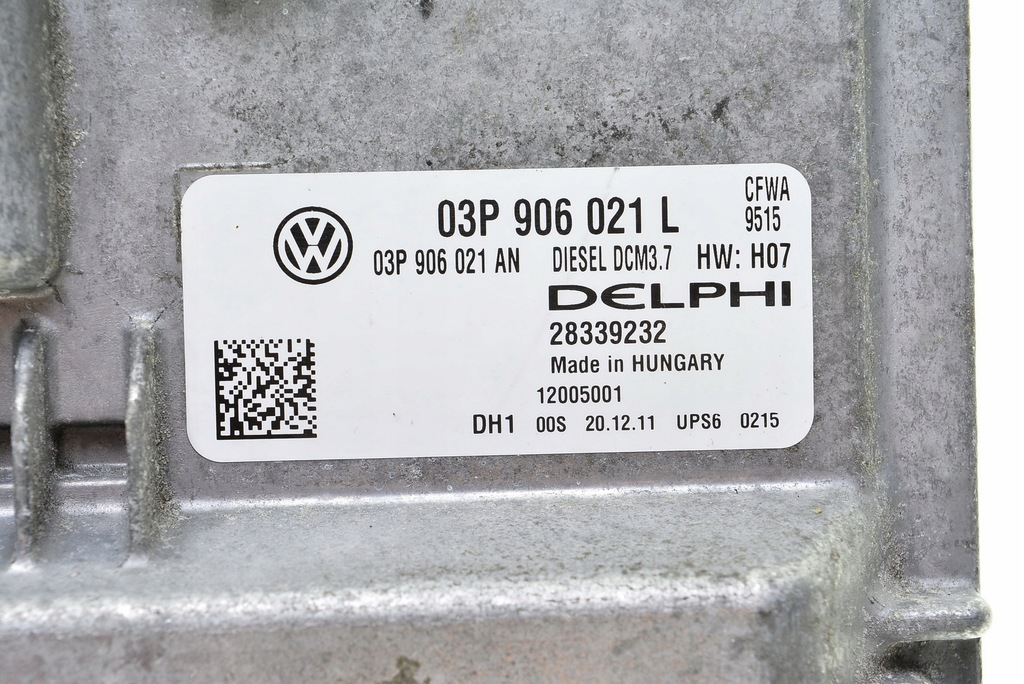 CFWA
03P 906 021 L 9515
03P 906 021 AN DIESEL DCM3.7 HW: H07
DELPHI
28339232
Made in HUNGARY
12005001
DH1 00S 20.12.11 UPS6 0215